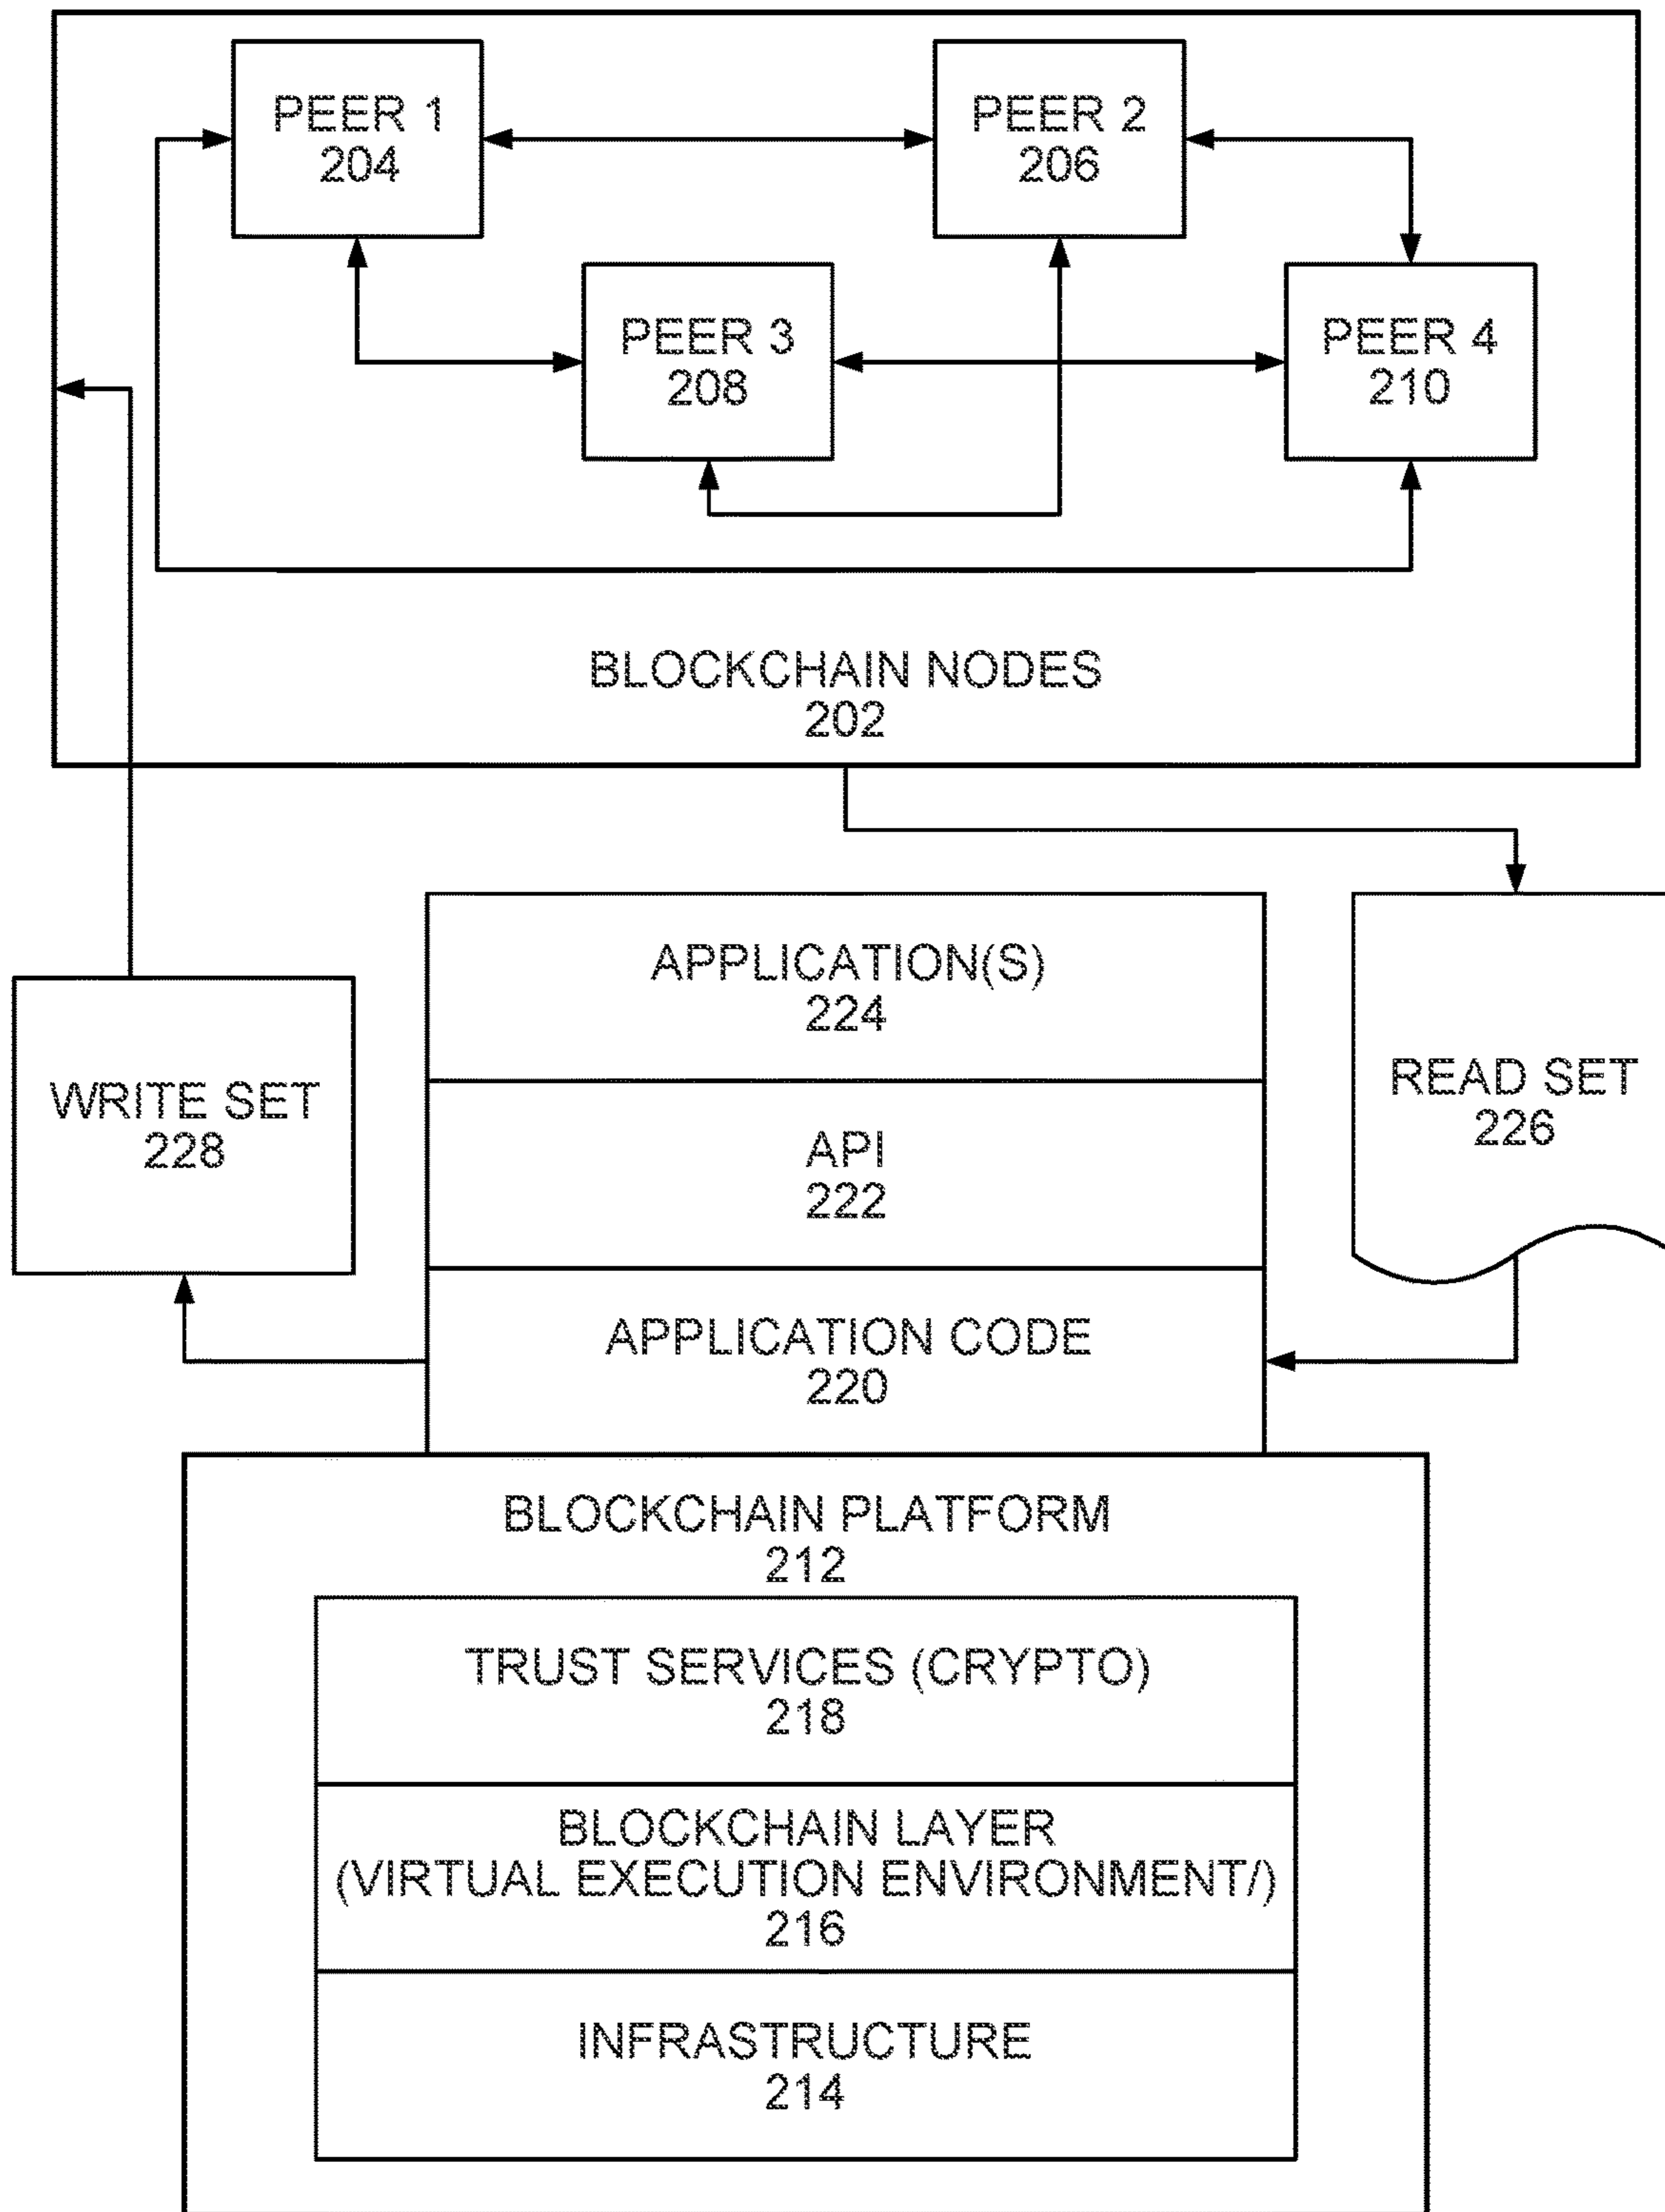 PEER 1
204
PEER 2
206
PEER 3
208
PEER 4
210
BLOCKCHAIN NODES
202
APPLICATION(S)
224
WRITE SET
228
API
222
READ SET
226
APPLICATION CODE
220
BLOCKCHAIN PLATFORM
212
TRUST SERVICES (CRYPTO)
218
BLOCKCHAIN LAYER
(VIRTUAL EXECUTION ENVIRONMENT/)
216
INFRASTRUCTURE
214